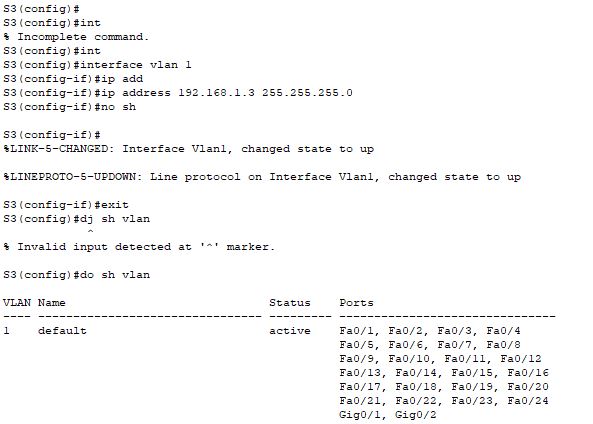 S3(config)#
S3(config)#int
% Incomplete command.
S3(config)#int
S3(config)#interface vlan 1
S3(config-if)#ip add
S3(config-if)#ip address 192.168.1.3 255.255.255.0
S3(config-if)#no sh
S3(config-if)#
%LINK-5-CHANGED: Interface Vlan1, changed state to up
%LINEPROTO-5-UPDOWN: Line protocol on Interface Vlan1, changed state to up
S3(config-if)#exit
S3(config)#dj sh vlan
^
% Invalid input detected at '^' marker.
S3(config)#do sh vlan
VLAN Name                             Status    Ports
---- -------------------------------- --------- -------------------------------
1    default                          active    Fa0/1, Fa0/2, Fa0/3, Fa0/4
Fa0/5, Fa0/6, Fa0/7, Fa0/8
Fa0/9, Fa0/10, Fa0/11, Fa0/12
Fa0/13, Fa0/14, Fa0/15, Fa0/16
Fa0/17, Fa0/18, Fa0/19, Fa0/20
Fa0/21, Fa0/22, Fa0/23, Fa0/24
Gig0/1, Gig0/2